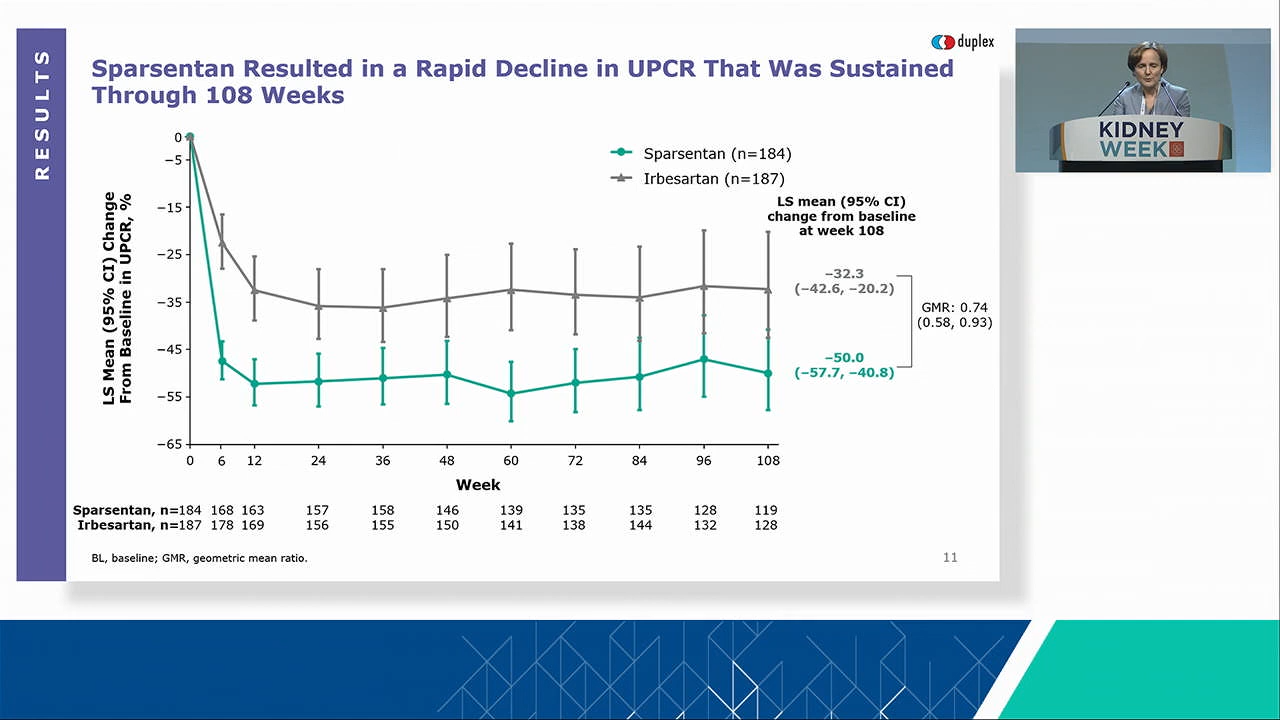 RESULTS
duplex
Sparsentan Resulted in a Rapid Decline in UPCR That Was Sustained
Through 108 Weeks
LS Mean (95% CI) Change
From Baseline in UPCR, %
0
−5
−15
−25
−35
−45
−55
−65
Sparsentan (n=184)
Irbesartan (n=187)
LS mean (95% CI)
change from baseline
at week 108
−32.3
(−42.6, −20.2)
GMR: 0.74
(0.58, 0.93)
−50.0
(−57.7, −40.8)
0 6 12 24 36 48 60 72 84 96 108
Week
Sparsentan, n=184 168 163 157 158 146 139 135 135 128 119
Irbesartan, n=187 178 169 156 155 150 141 138 144 132 128
BL, baseline; GMR, geometric mean ratio.
11
KIDNEY
WEEK